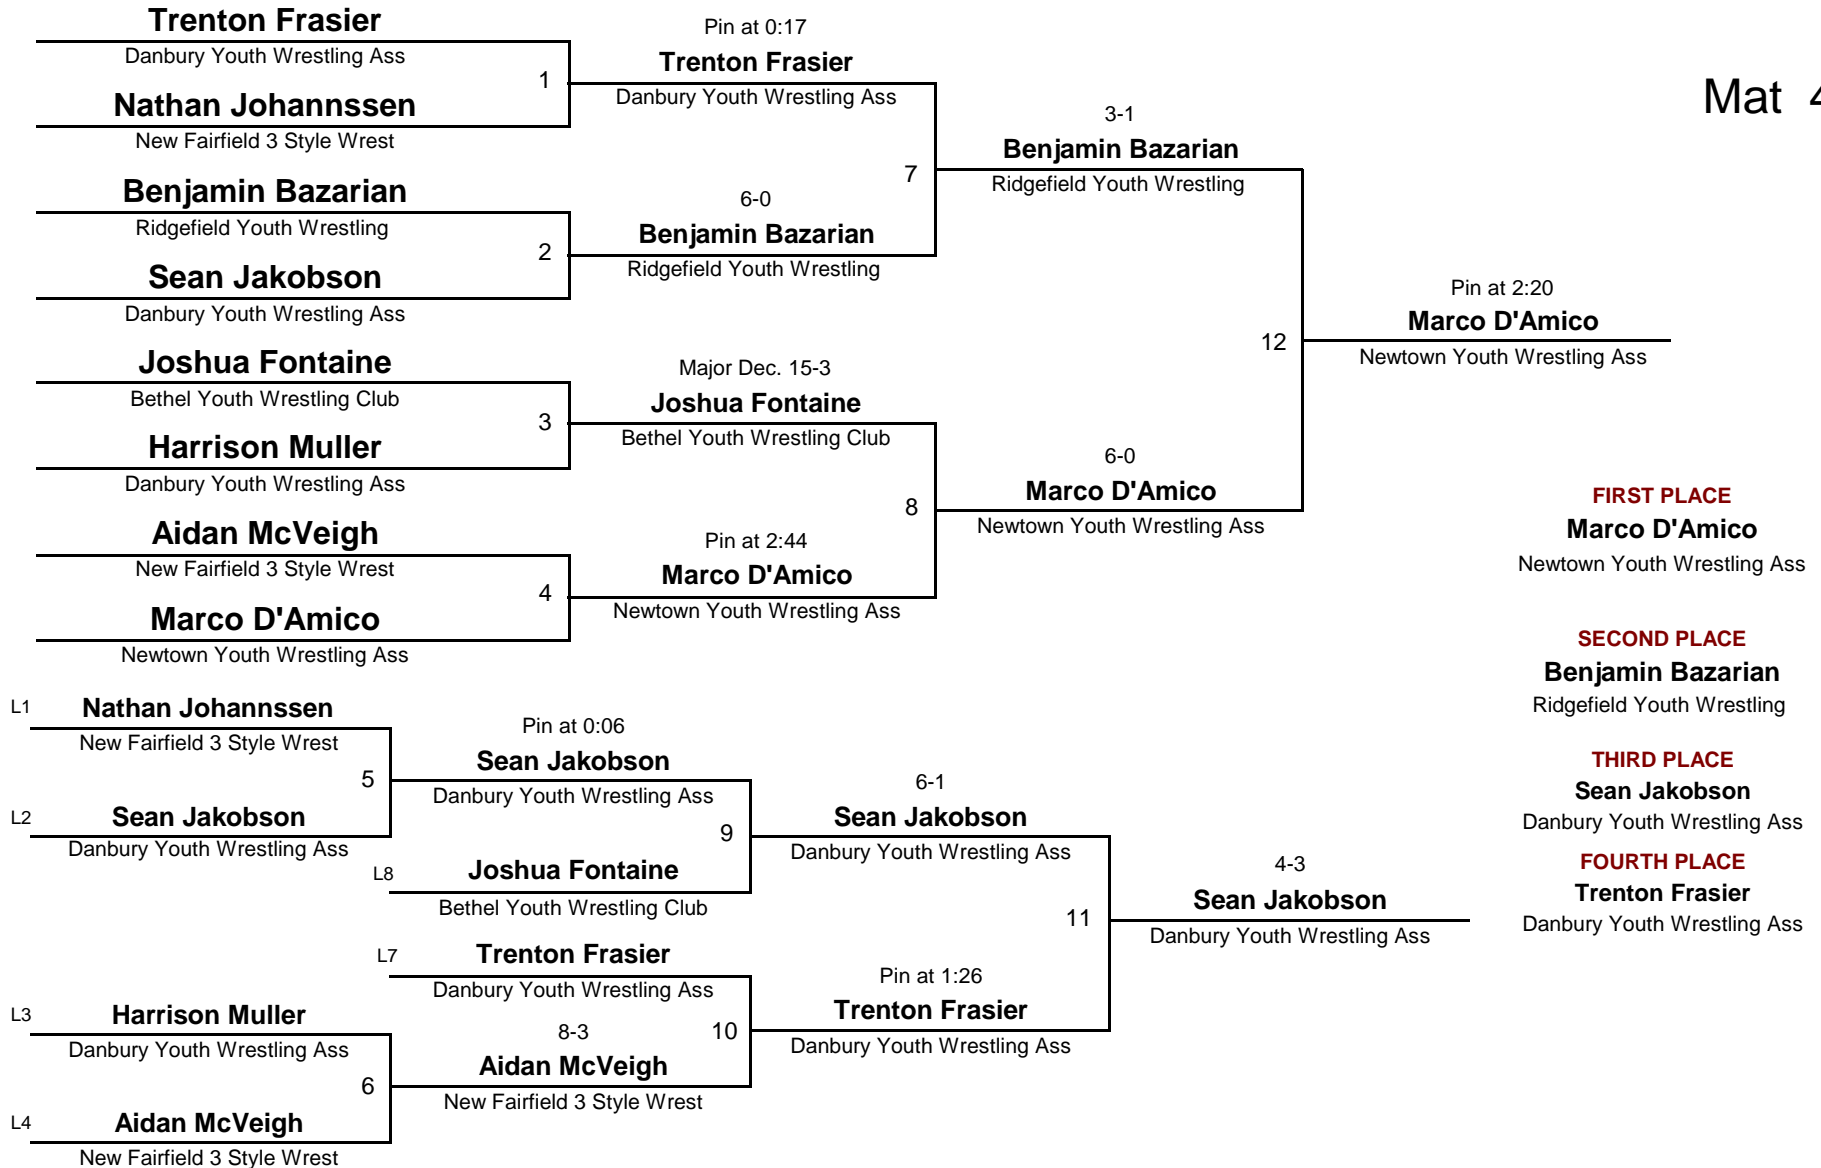 Trenton Frasier
Danbury Youth Wrestling Ass
1
Nathan Johannssen
New Fairfield 3 Style Wrest
Benjamin Bazarian
Ridgefield Youth Wrestling
2
Sean Jakobson
Danbury Youth Wrestling Ass
Joshua Fontaine
Bethel Youth Wrestling Club
3
Harrison Muller
Danbury Youth Wrestling Ass
Aidan McVeigh
New Fairfield 3 Style Wrest
4
Marco D'Amico
Newtown Youth Wrestling Ass
Pin at 0:17
Trenton Frasier
Danbury Youth Wrestling Ass
7
6-0
Benjamin Bazarian
Ridgefield Youth Wrestling
Major Dec. 15-3
Joshua Fontaine
Bethel Youth Wrestling Club
8
Pin at 2:44
Marco D'Amico
Newtown Youth Wrestling Ass
3-1
Benjamin Bazarian
Ridgefield Youth Wrestling
12
6-0
Marco D'Amico
Newtown Youth Wrestling Ass
Pin at 2:20
Marco D'Amico
Newtown Youth Wrestling Ass
Mat 4
L1
Nathan Johannssen
New Fairfield 3 Style Wrest
5
L2
Sean Jakobson
Danbury Youth Wrestling Ass
L3
Harrison Muller
Danbury Youth Wrestling Ass
6
L4
Aidan McVeigh
New Fairfield 3 Style Wrest
Pin at 0:06
Sean Jakobson
Danbury Youth Wrestling Ass
9
L8
Joshua Fontaine
Bethel Youth Wrestling Club
L7
Trenton Frasier
Danbury Youth Wrestling Ass
10
8-3
Aidan McVeigh
New Fairfield 3 Style Wrest
6-1
Sean Jakobson
Danbury Youth Wrestling Ass
11
Pin at 1:26
Trenton Frasier
Danbury Youth Wrestling Ass
4-3
Sean Jakobson
Danbury Youth Wrestling Ass
FIRST PLACE
Marco D'Amico
Newtown Youth Wrestling Ass
SECOND PLACE
Benjamin Bazarian
Ridgefield Youth Wrestling
THIRD PLACE
Sean Jakobson
Danbury Youth Wrestling Ass
FOURTH PLACE
Trenton Frasier
Danbury Youth Wrestling Ass